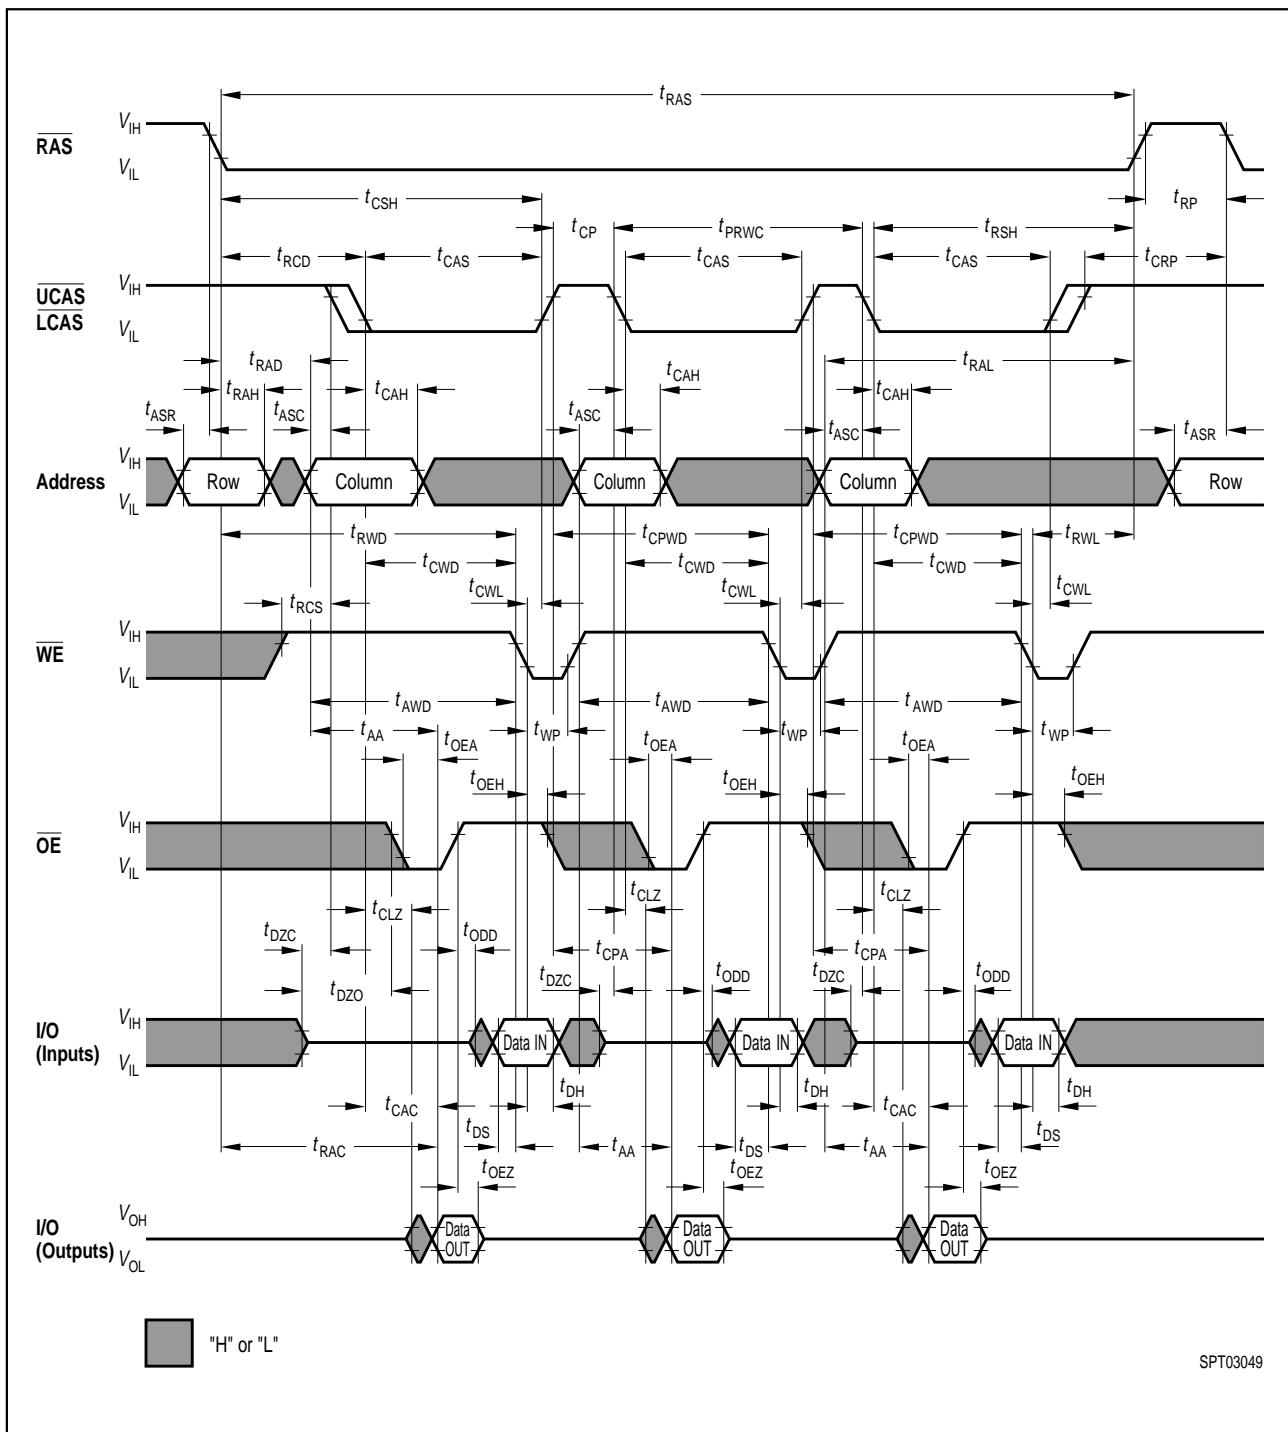 tRAS
VIH
RAS
VIL
tCSH
tCP
tPRWC
tRSH
tRP
tRCD
tCAS
tCAS
tCAS
tCRP
VIH
UCAS
LCAS
VIL
tRAD
tRAL
tRAH
tCAH
tCAH
tCAH
tASR
tASC
tASC
tASC
tASR
VIH
Address
Row
Column
Column
Column
Row
VIL
tRWD
tCPWD
tCPWD
tRWL
tCWD
tCWD
tCWD
tCWL
tCWL
tCWL
tRCS
VIH
WE
VIL
tAWD
tAWD
tAWD
tAA
tWP
tWP
tWP
tOEA
tOEA
tOEA
tOEH
tOEH
tOEH
VIH
OE
VIL
tCLZ
tCLZ
tCLZ
tDZC
tODD
tCPA
tCPA
tODD
tDZO
tDZC
tODD
tDZC
VIH
I/O
(Inputs)
Data IN
Data IN
Data IN
VIL
tDH
tDH
tDH
tCAC
tCAC
tDS
tDS
tDS
tRAC
tAA
tAA
tOEZ
tOEZ
tOEZ
VOH
I/O
(Outputs)
VOL
Data
OUT
Data
OUT
Data
OUT
"H" or "L"
SPT03049